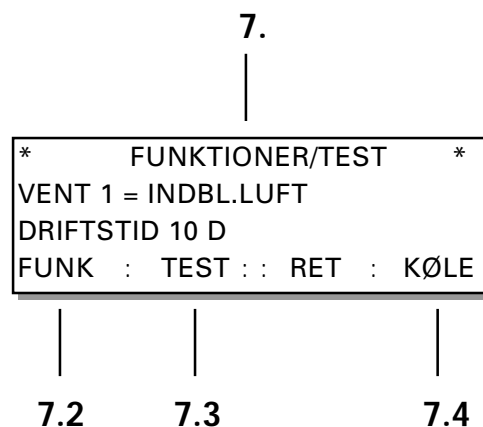 7.
* FUNKTIONER/TEST *
VENT 1 = INDBL.LUFT
DRIFTSTID 10 D
FUNK : TEST : : RET : KØLE
7.2 7.3 7.4